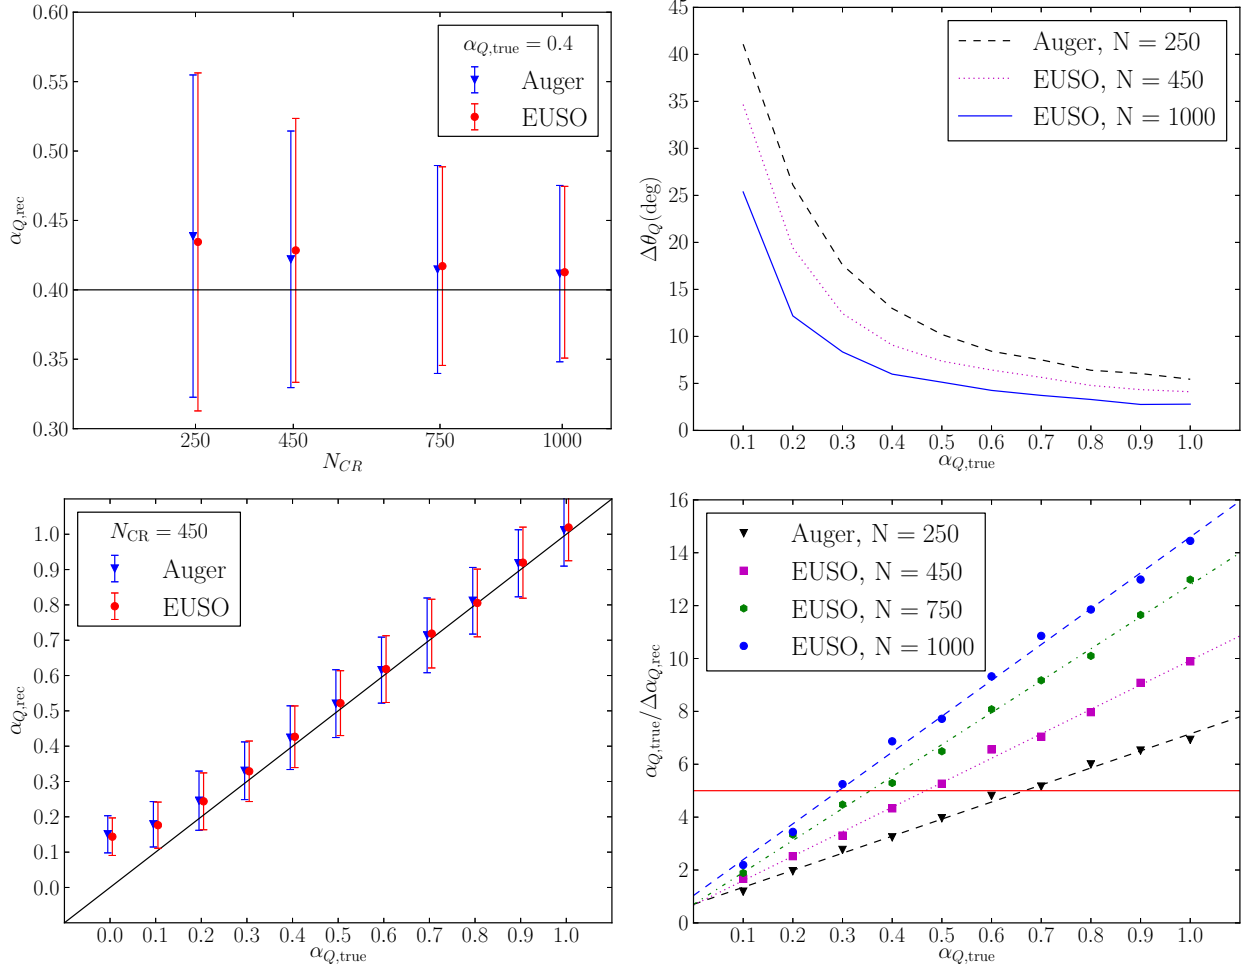 0.60
0.55
0.50
0.45
0.40
0.35
0.30
α_{Q,rec}
α_{Q,true} = 0.4
Auger
EUSO
250 450 750 1000
N_{CR}
45
40
35
30
25
20
15
10
5
0
Δθ_Q(deg)
Auger, N = 250
EUSO, N = 450
EUSO, N = 1000
0.1 0.2 0.3 0.4 0.5 0.6 0.7 0.8 0.9 1.0
α_{Q,true}
1.0
0.9
0.8
0.7
0.6
0.5
0.4
0.3
0.2
0.1
0.0
α_{Q,rec}
N_{CR} = 450
Auger
EUSO
0.0 0.1 0.2 0.3 0.4 0.5 0.6 0.7 0.8 0.9 1.0
α_{Q,true}
16
14
12
10
8
6
4
2
0
α_{Q,true}/Δα_{Q,rec}
Auger, N = 250
EUSO, N = 450
EUSO, N = 750
EUSO, N = 1000
0.1 0.2 0.3 0.4 0.5 0.6 0.7 0.8 0.9 1.0
α_{Q,true}